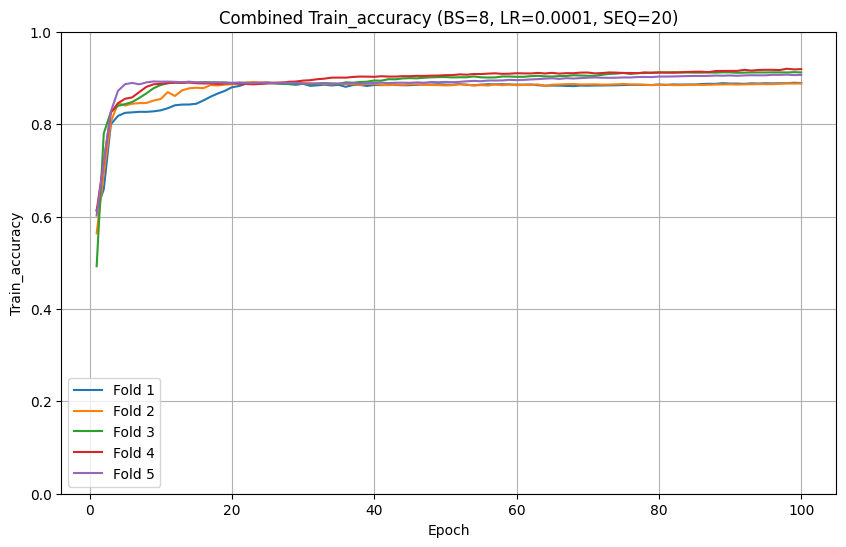 Combined Train_accuracy (BS=8, LR=0.0001, SEQ=20)
1.0
0.8
0.6
0.4
0.2
0.0
Train_accuracy
Fold 1
Fold 2
Fold 3
Fold 4
Fold 5
0 20 40 60 80 100
Epoch